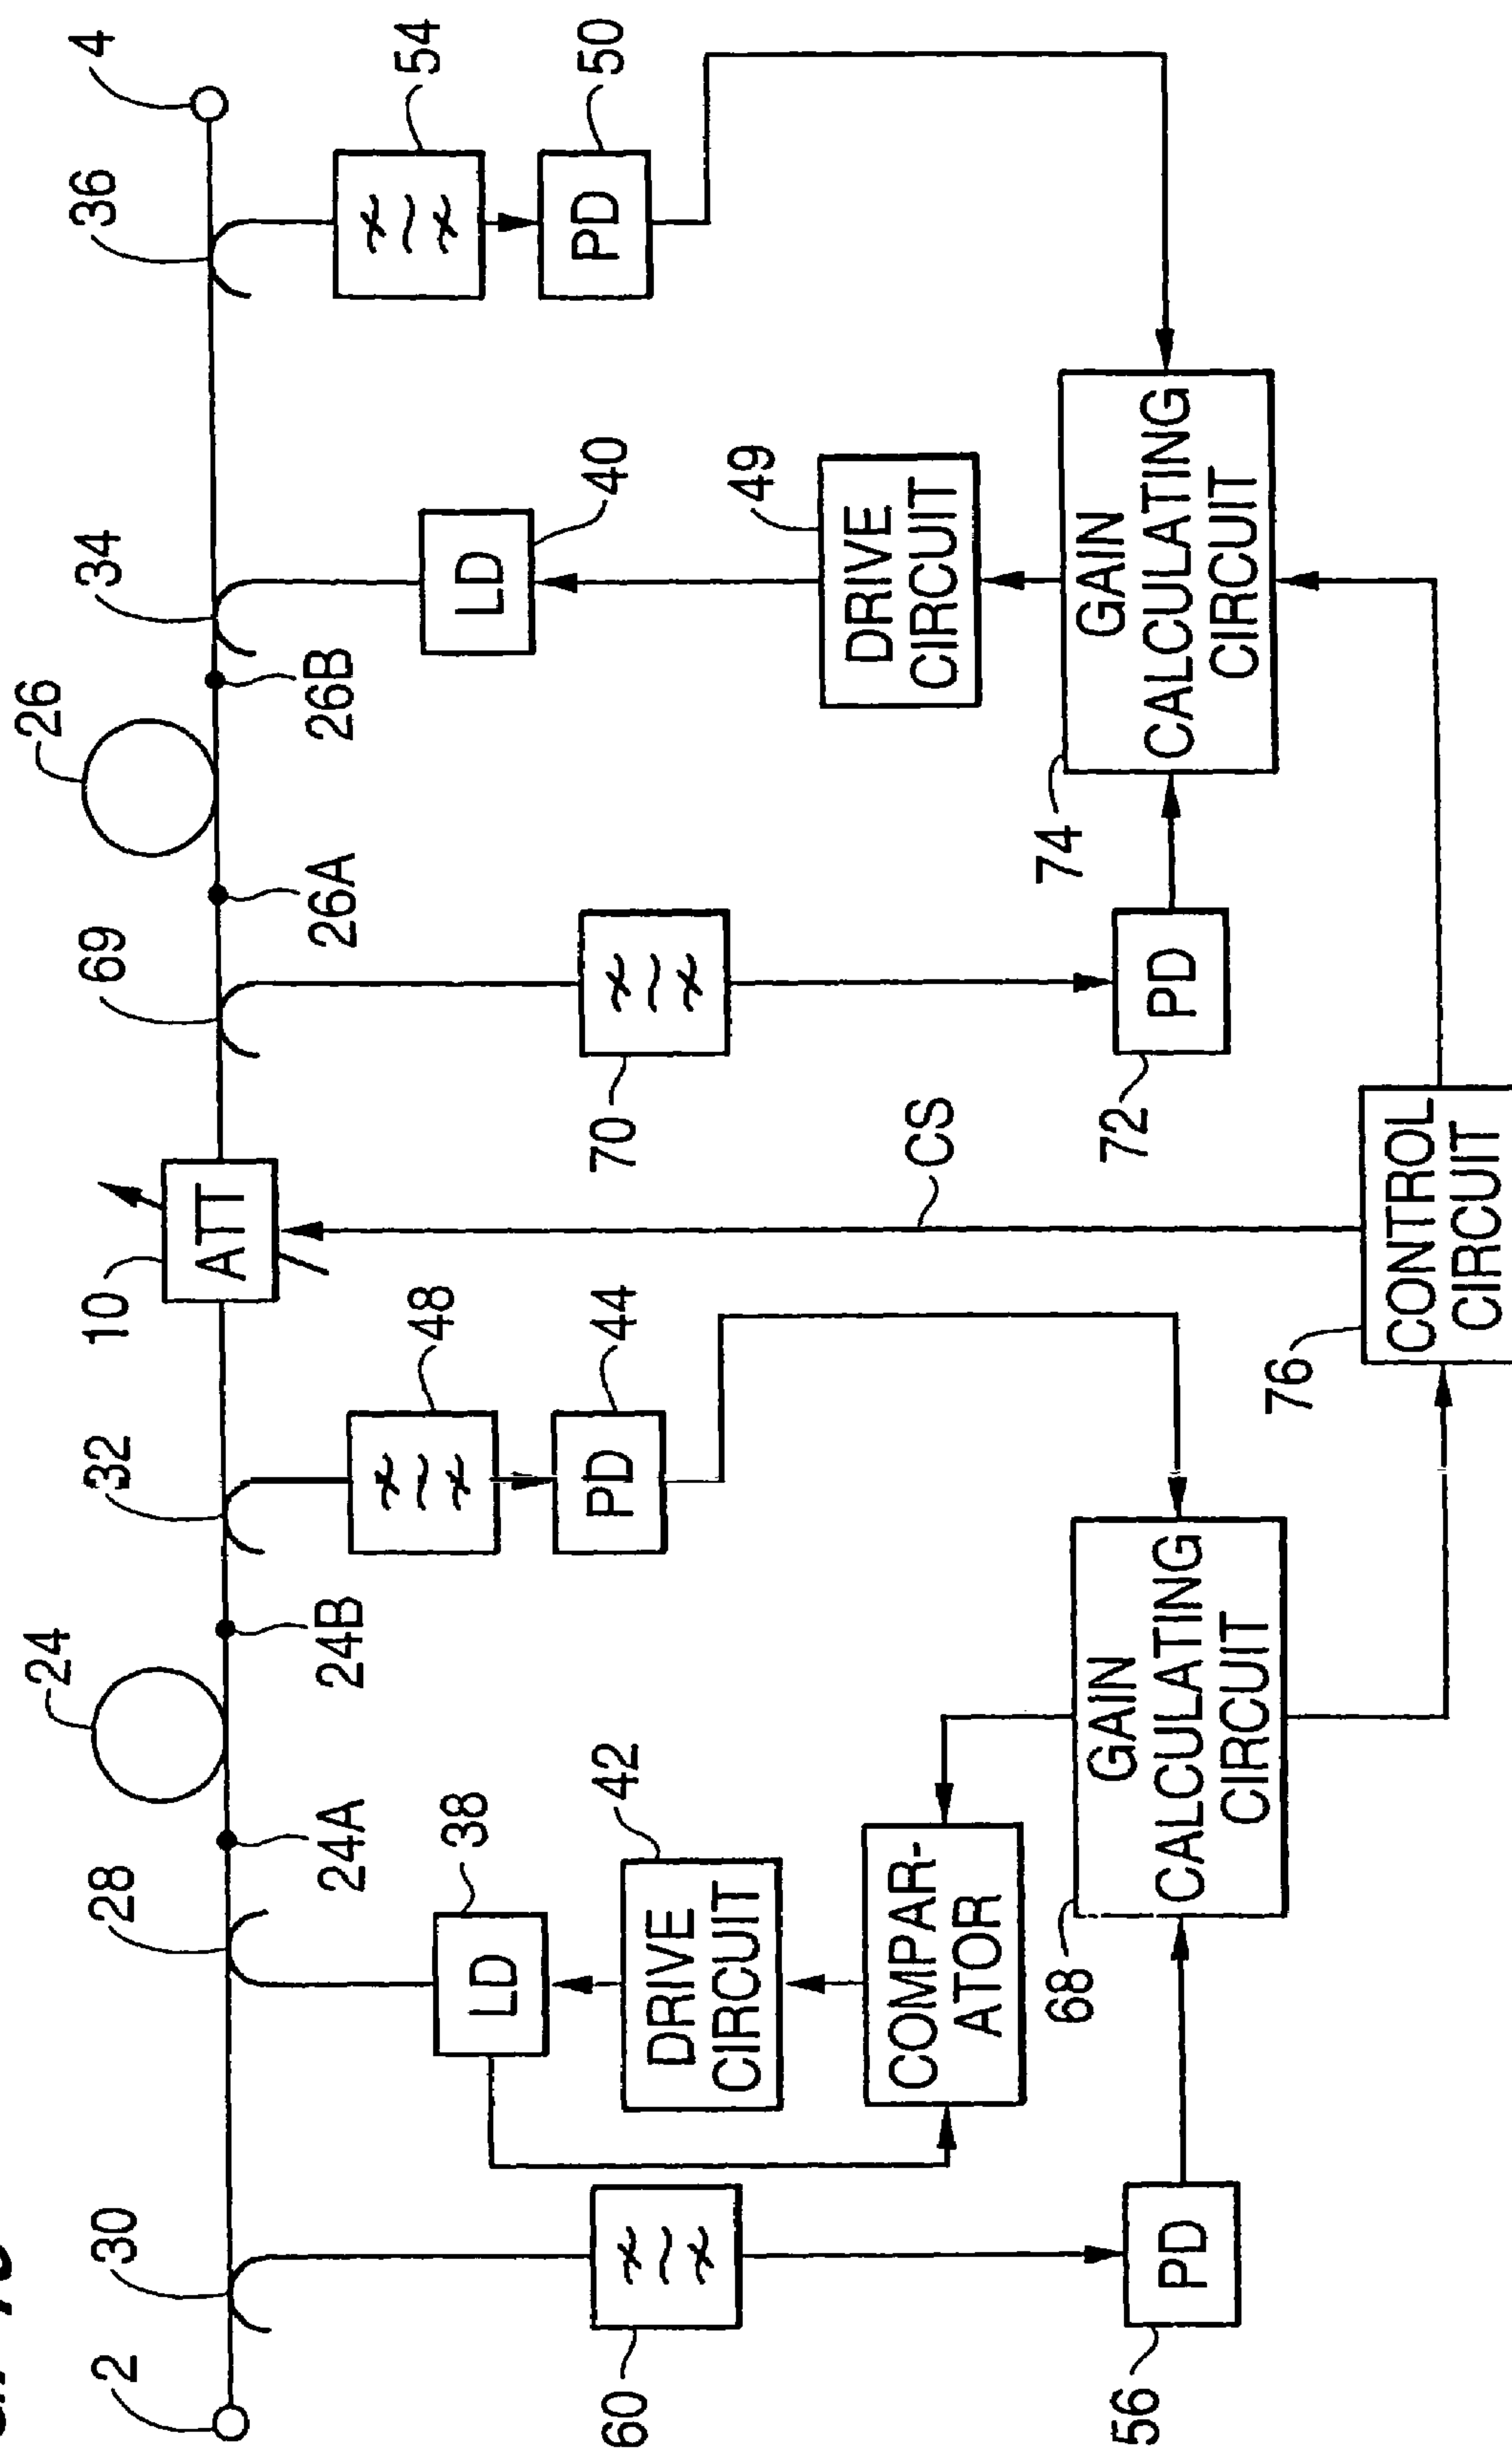 2
30
28
24A
24
24B
32
10
ATT
69
26A
26
26B
34
36
4
38
LD
48
44
PD
40
LD
54
50
PD
60
42
DRIVE
CIRCUIT
70
CS
49
DRIVE
CIRCUIT
COMPAR-
ATOR
56
PD
68
GAIN
CALCULATING
CIRCUIT
72
PD
74
GAIN
CALCULATING
CIRCUIT
76
CONTROL
CIRCUIT